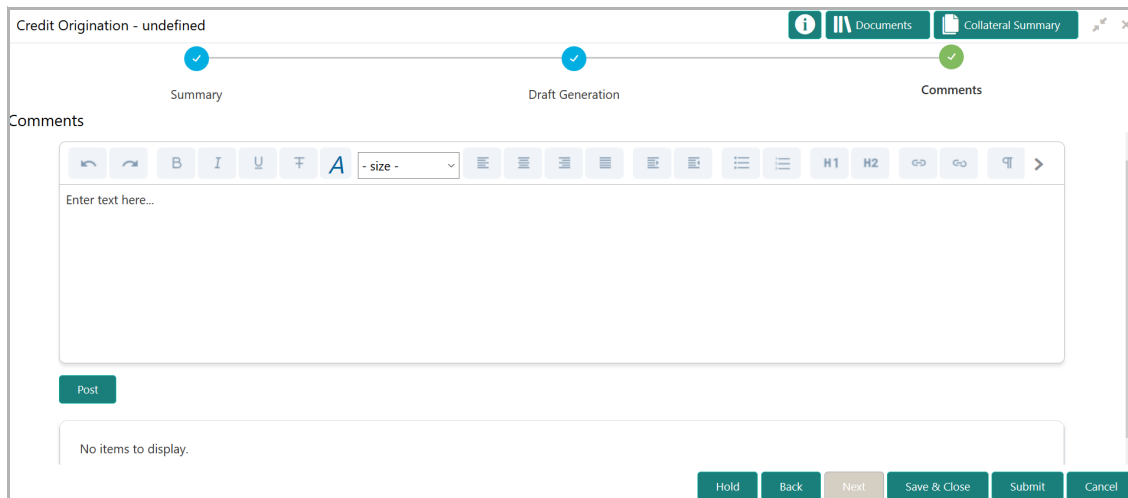 Credit Origination - undefined
Documents
Collateral Summary
Summary
Draft Generation
Comments
Comments
B I U T A - size - H1 H2
Enter text here...
Post
No items to display.
Hold Back Next Save & Close Submit Cancel